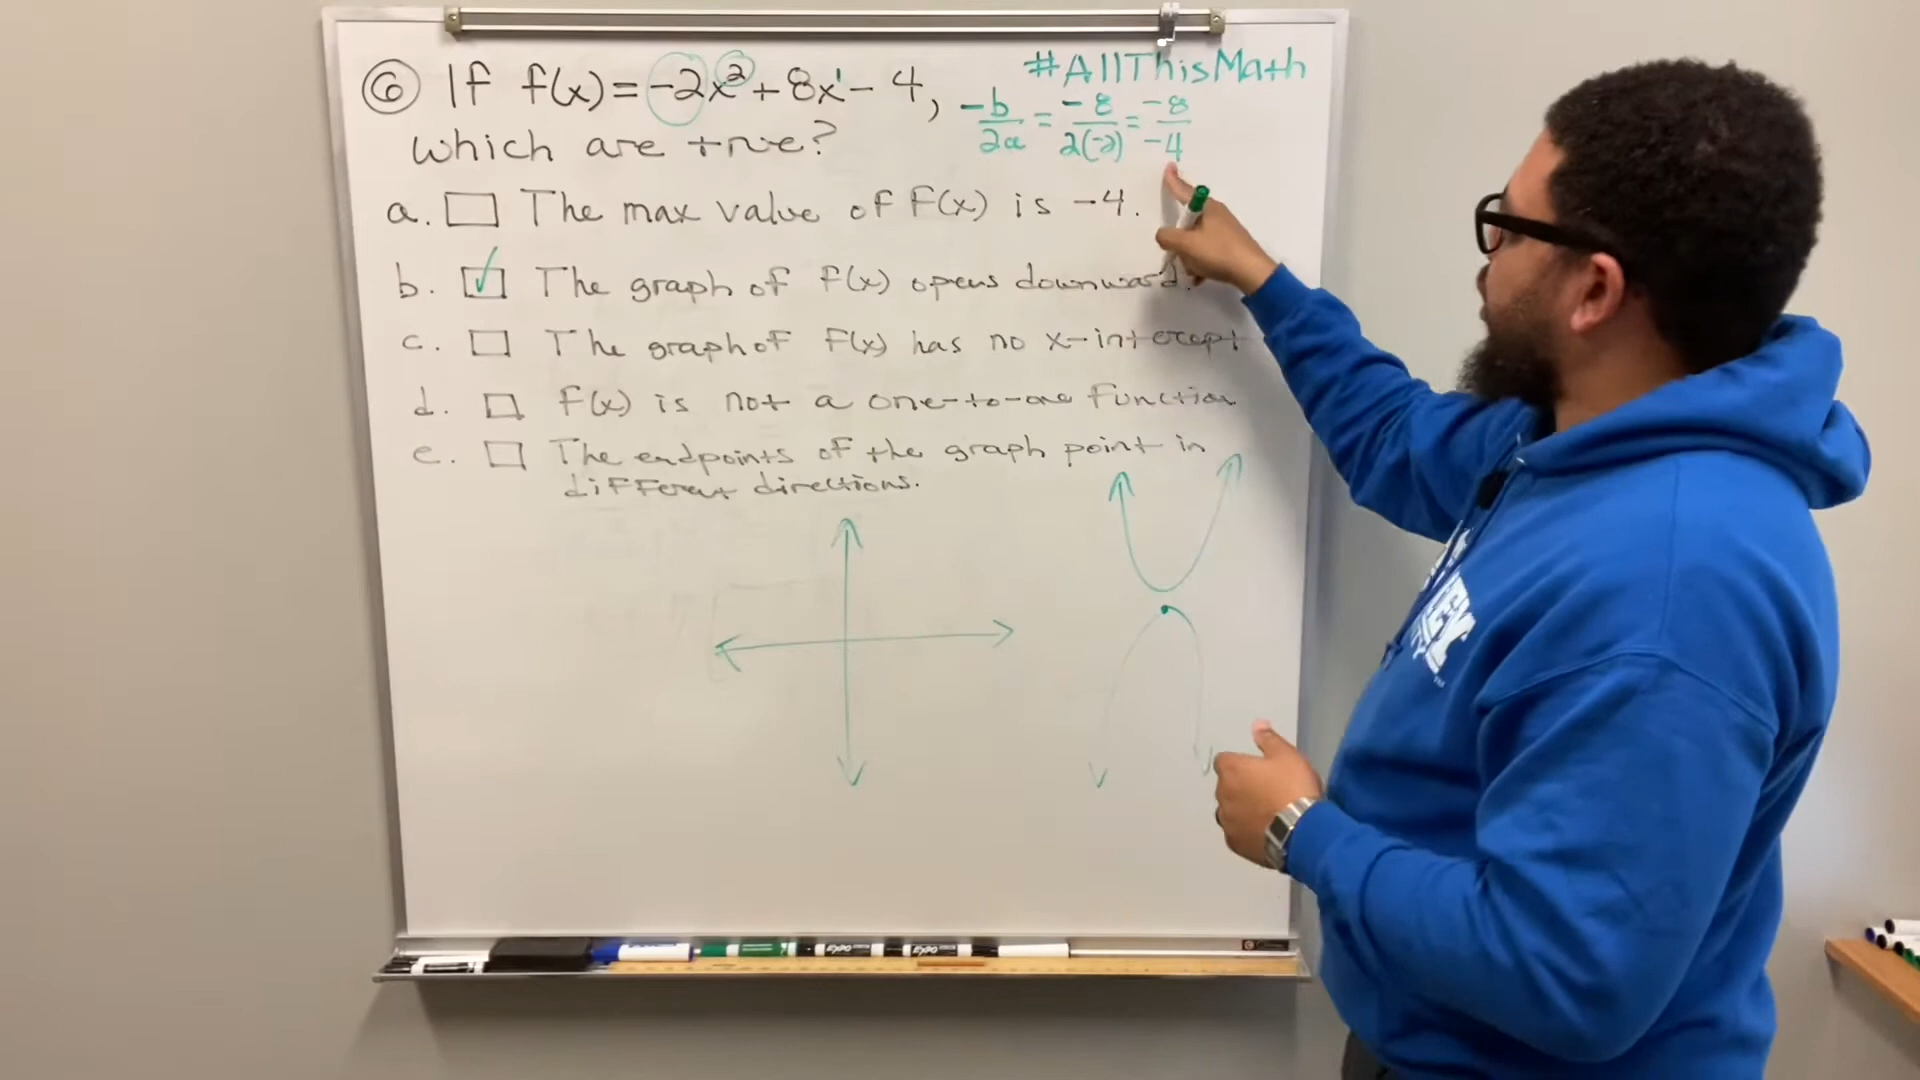 #AllThisMath
⑥ If f(x) = -2x² + 8x¹ - 4,
-b/2a = -8/2(-2) = -8/-4
which are true?
a. ☐ The max value of f(x) is -4.
b. ☑ The graph of f(x) opens downward.
c. ☐ The graph of f(x) has no x-intercept
d. ☐ f(x) is not a one-to-one function
e. ☐ The endpoints of the graph point in
different directions.
EXPO
EXPO